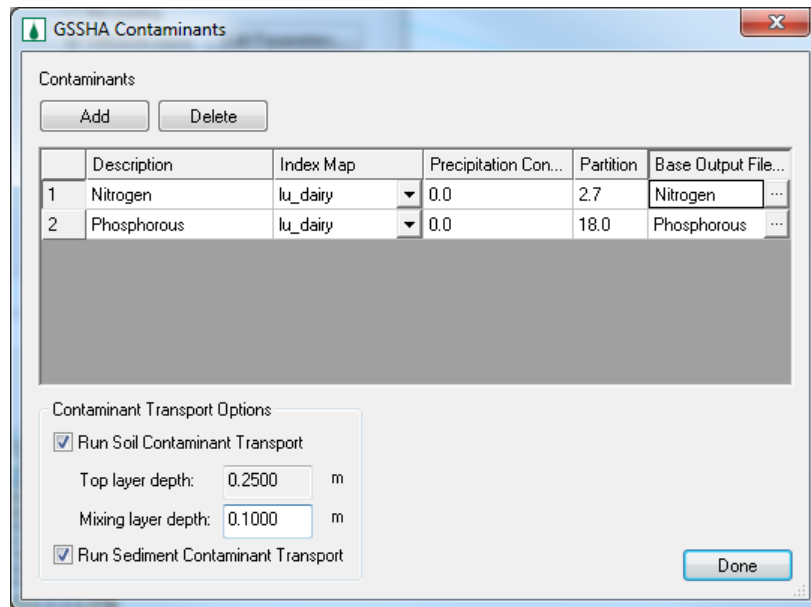 GSSHA Contaminants
Contaminants
Add Delete
Description Index Map Precipitation Con... Partition Base Output File...
1 Nitrogen lu_dairy 0.0 2.7 Nitrogen ...
2 Phosphorous lu_dairy 0.0 18.0 Phosphorous ...
Contaminant Transport Options
Run Soil Contaminant Transport
Top layer depth: 0.2500 m
Mixing layer depth: 0.1000 m
Run Sediment Contaminant Transport
Done